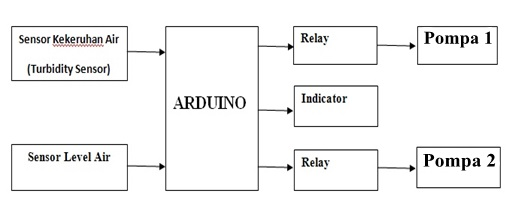 Sensor Kekeruhan Air
(Turbidity Sensor)
Sensor Level Air
ARDUINO
Relay
Pompa 1
Indicator
Relay
Pompa 2